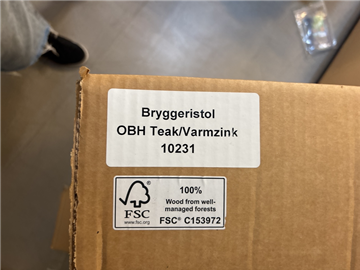 Bryggeristol
OBH Teak/Varmzink
10231
100%
Wood from well-
managed forests
FSC® C153972
FSC
www.fsc.org